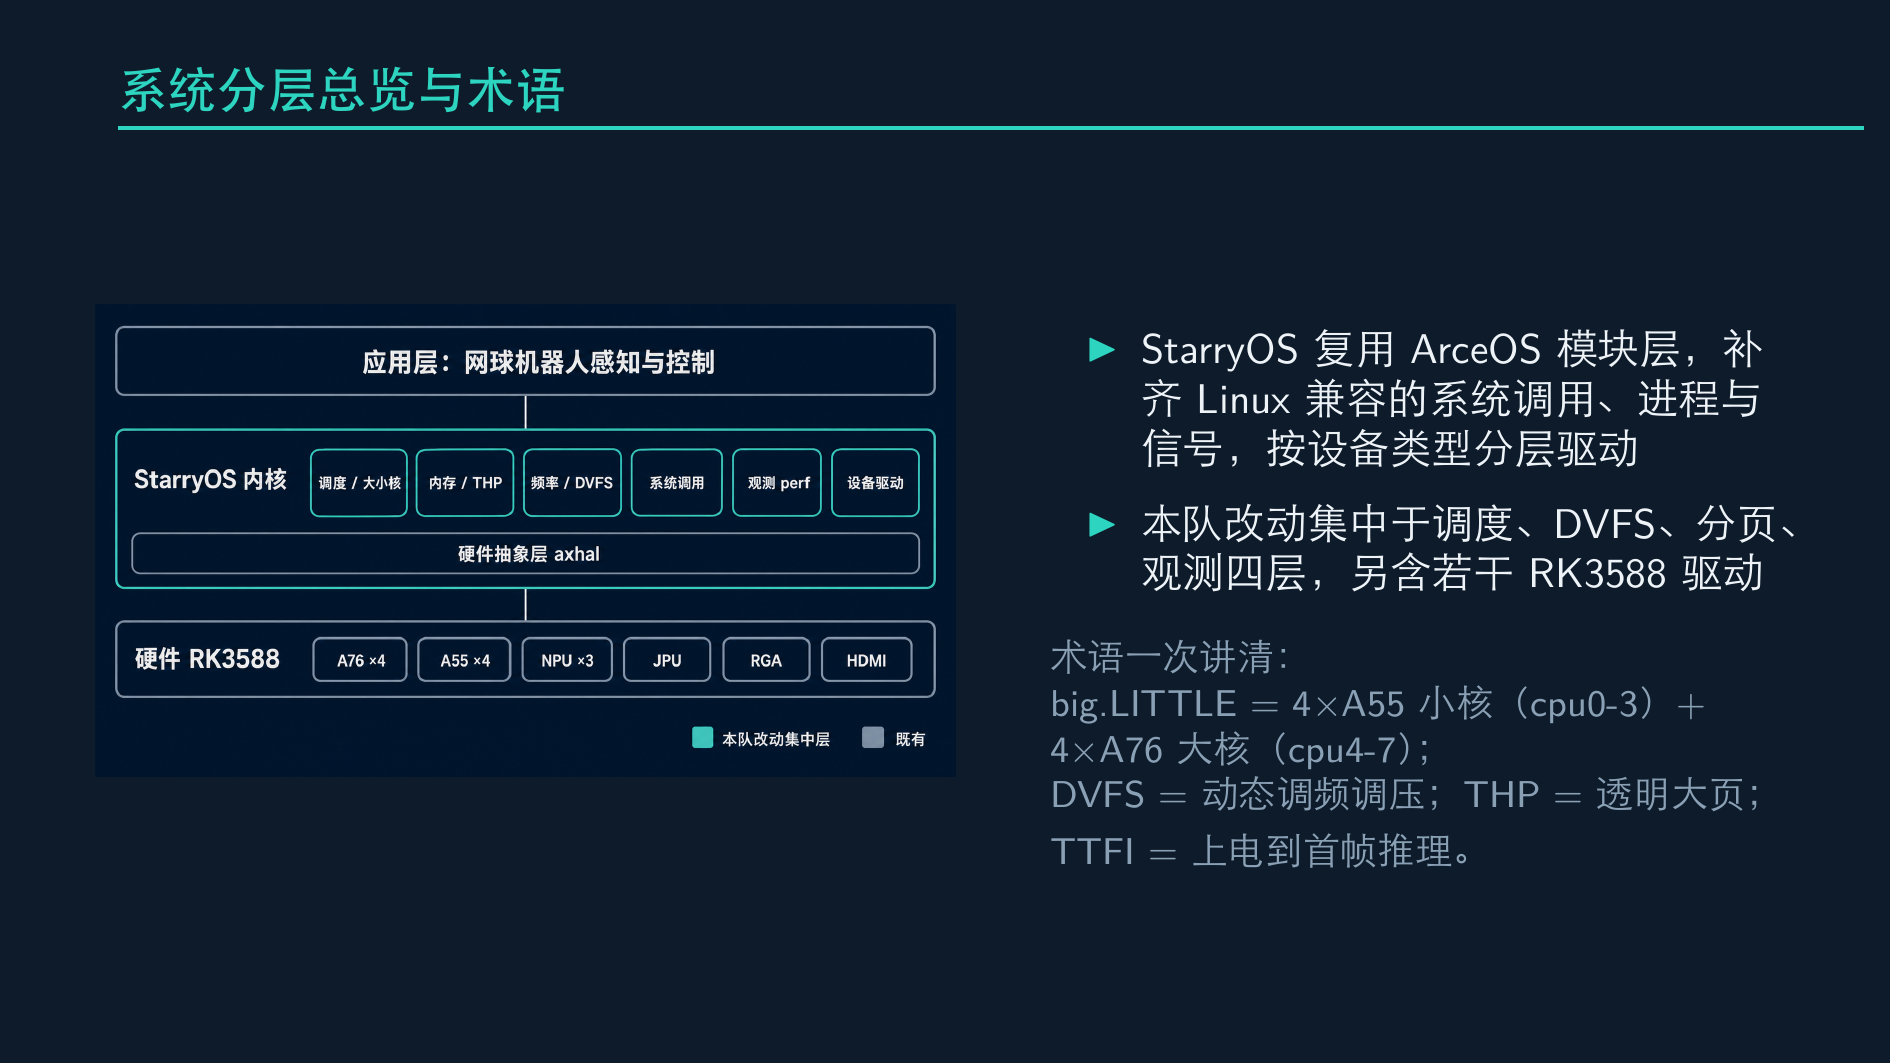 系统分层总览与术语
应用层：网球机器人感知与控制
StarryOS 内核
调度 / 大小核
内存 / THP
频率 / DVFS
系统调用
观测 perf
设备驱动
硬件抽象层 axhal
硬件 RK3588
A76 ×4
A55 ×4
NPU ×3
JPU
RGA
HDMI
本队改动集中层
既有
▶ StarryOS 复用 ArceOS 模块层，补
齐 Linux 兼容的系统调用、进程与
信号，按设备类型分层驱动
▶ 本队改动集中于调度、DVFS、分页、
观测四层，另含若干 RK3588 驱动
术语一次讲清：
big.LITTLE = 4×A55 小核（cpu0-3）+
4×A76 大核（cpu4-7）；
DVFS = 动态调频调压；THP = 透明大页；
TTFI = 上电到首帧推理。